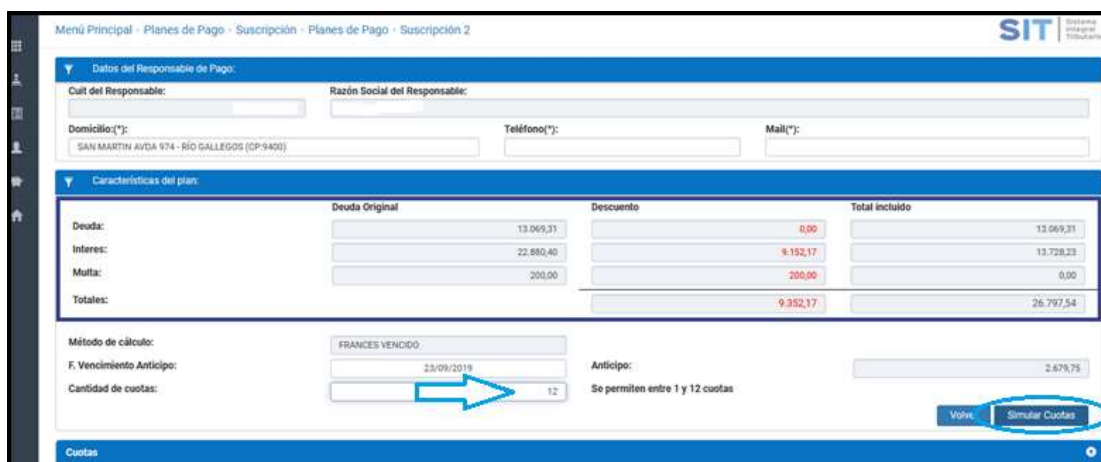 Menú Principal - Planes de Pago - Suscripción - Planes de Pago - Suscripción 2
SIT Sistema Integral Tributario
Datos del Responsable de Pago:
Cuit del Responsable: Razón Social del Responsable:
Domicilio:(*): Teléfono(*): Mail(*):
SAN MARTIN AVDA 974 - RÍO GALLEGOS (CP:9400)
Características del plan:
Deuda Original Descuento Total incluido
Deuda: 13.069,31 0,00 13.069,31
Interes: 22.880,40 9.152,17 13.728,23
Multa: 200,00 200,00 0,00
Totales: 9.352,17 26.797,54
Método de cálculo: FRANCES VENCIDO
F. Vencimiento Anticipo: 23/09/2019 Anticipo: 2.679,75
Cantidad de cuotas: 12 Se permiten entre 1 y 12 cuotas
Volve Simular Cuotas
Cuotas